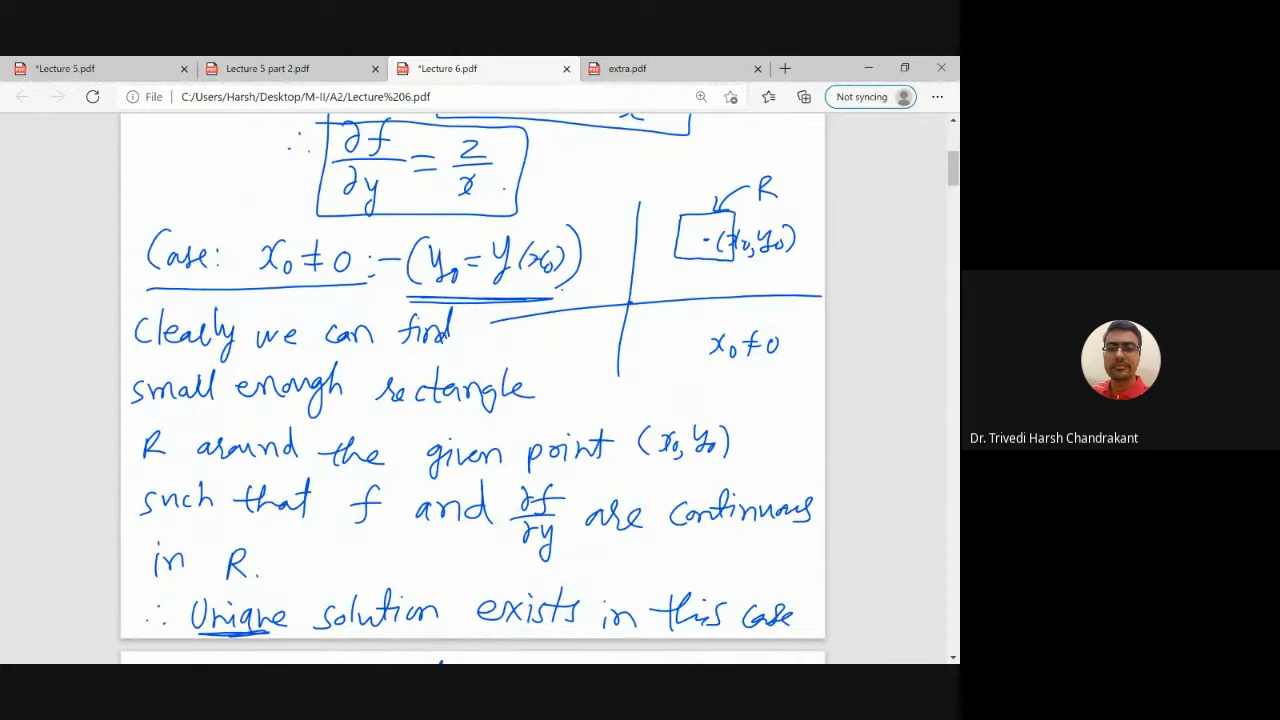 *Lecture 5.pdf
Lecture 5 part 2.pdf
*Lecture 6.pdf
extra.pdf
File
C:/Users/Harsh/Desktop/M-II/A2/Lecture%206.pdf
Not syncing
∴ ∂f/∂y = 2/x
R
(x₀, y₀)
Case: x₀ ≠ 0 :- (y₀ = y(x₀))
Clearly we can find
x₀ ≠ 0
small enough rectangle
R around the given point (x₀, y₀)
such that f and ∂f/∂y are continuous
in R.
∴ Unique solution exists in this case
Dr. Trivedi Harsh Chandrakant